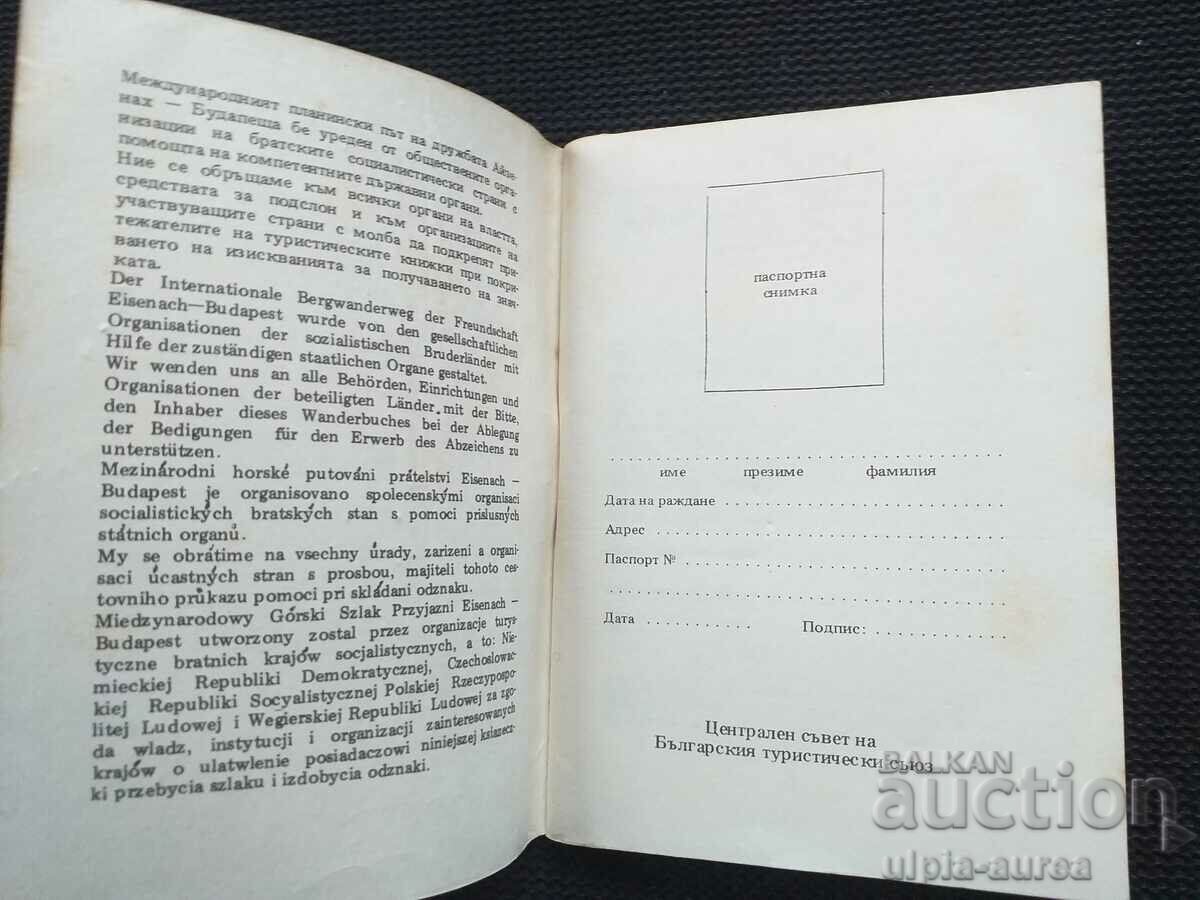 Международният планински път на дружбата Айзе-
нах — Будапеща бе уреден от обществените орга-
низации на братските социалистически страни с
помощта на компетентните държавни органи.
Ние се обръщаме към всички органи на властта,
средствата за подслон и към организациите на
участвуващите страни с молба да подкрепят при-
тежателите на туристическите книжки при покри-
ването на изискванията за получаването на знач-
ката.
Der Internationale Bergwanderweg der Freundschaft
Eisenach—Budapest wurde von den gesellschaftlichen
Organisationen der sozialistischen Bruderländer mit
Hilfe der zuständigen staatlichen Organe gestaltet.
Wir wenden uns an alle Behörden, Einrichtungen und
Organisationen der beteiligten Länder mit der Bitte,
den Inhaber dieses Wanderbuches bei der Ablegung
der Bedigungen für den Erwerb des Abzeichens zu
unterstützen.
Mezinárodni horské putováni prátelstvi Eisenach —
Budapest je organisováno spolecenskými organisaci
socialistických bratských stan s pomoci príslusných
státních organů.
My se obrátime na vsechny úrady, zarizeni a organi-
saci úcastných stran s prosbou, majiteli tohoto ces-
tovniho průkazu pomoci pri skládani odznaku.
Miedzynarodowy Górski Szlak Przyjazni Eisenach —
Budapest utworzony zostal przez organizacje turys-
tyczne bratnich krajów socjalistycznych, a to: Nie-
mieckiej Republiki Demokratycznej, Czechoslowac-
kiej Republiki Socyalistycznej Polskiej Rzeczypospo-
litej Ludowej i Wegierskiej Republiki Ludowej za zgo-
da wladz, instytucji i organizacji zainteresowanych
krajów o ulatwlenie posiadaczowi niniejszej ksiazecz-
ki przebycia szlaku i izdobycia odznaki.
паспортна
снимка
име презиме фамилия
Дата на раждане
Адрес
Паспорт №
Дата Подпис:
Централен съвет на
Българския туристически съюз
BALKAN
auction
ulpia-aurea